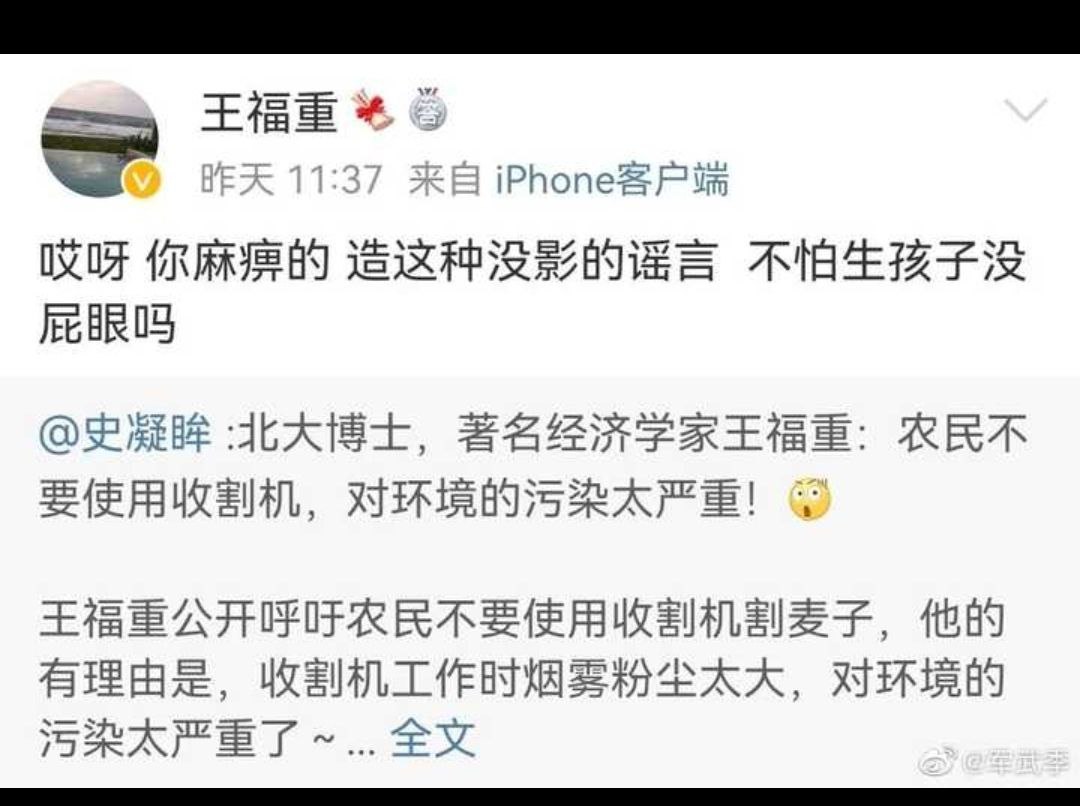 王福重
答
昨天 11:37 来自 iPhone客户端
哎呀 你麻痹的 造这种没影的谣言 不怕生孩子没
屁眼吗
@史凝眸 :北大博士，著名经济学家王福重：农民不
要使用收割机，对环境的污染太严重！
王福重公开呼吁农民不要使用收割机割麦子，他的
有理由是，收割机工作时烟雾粉尘太大，对环境的
污染太严重了 ~ ... 全文
@军武季